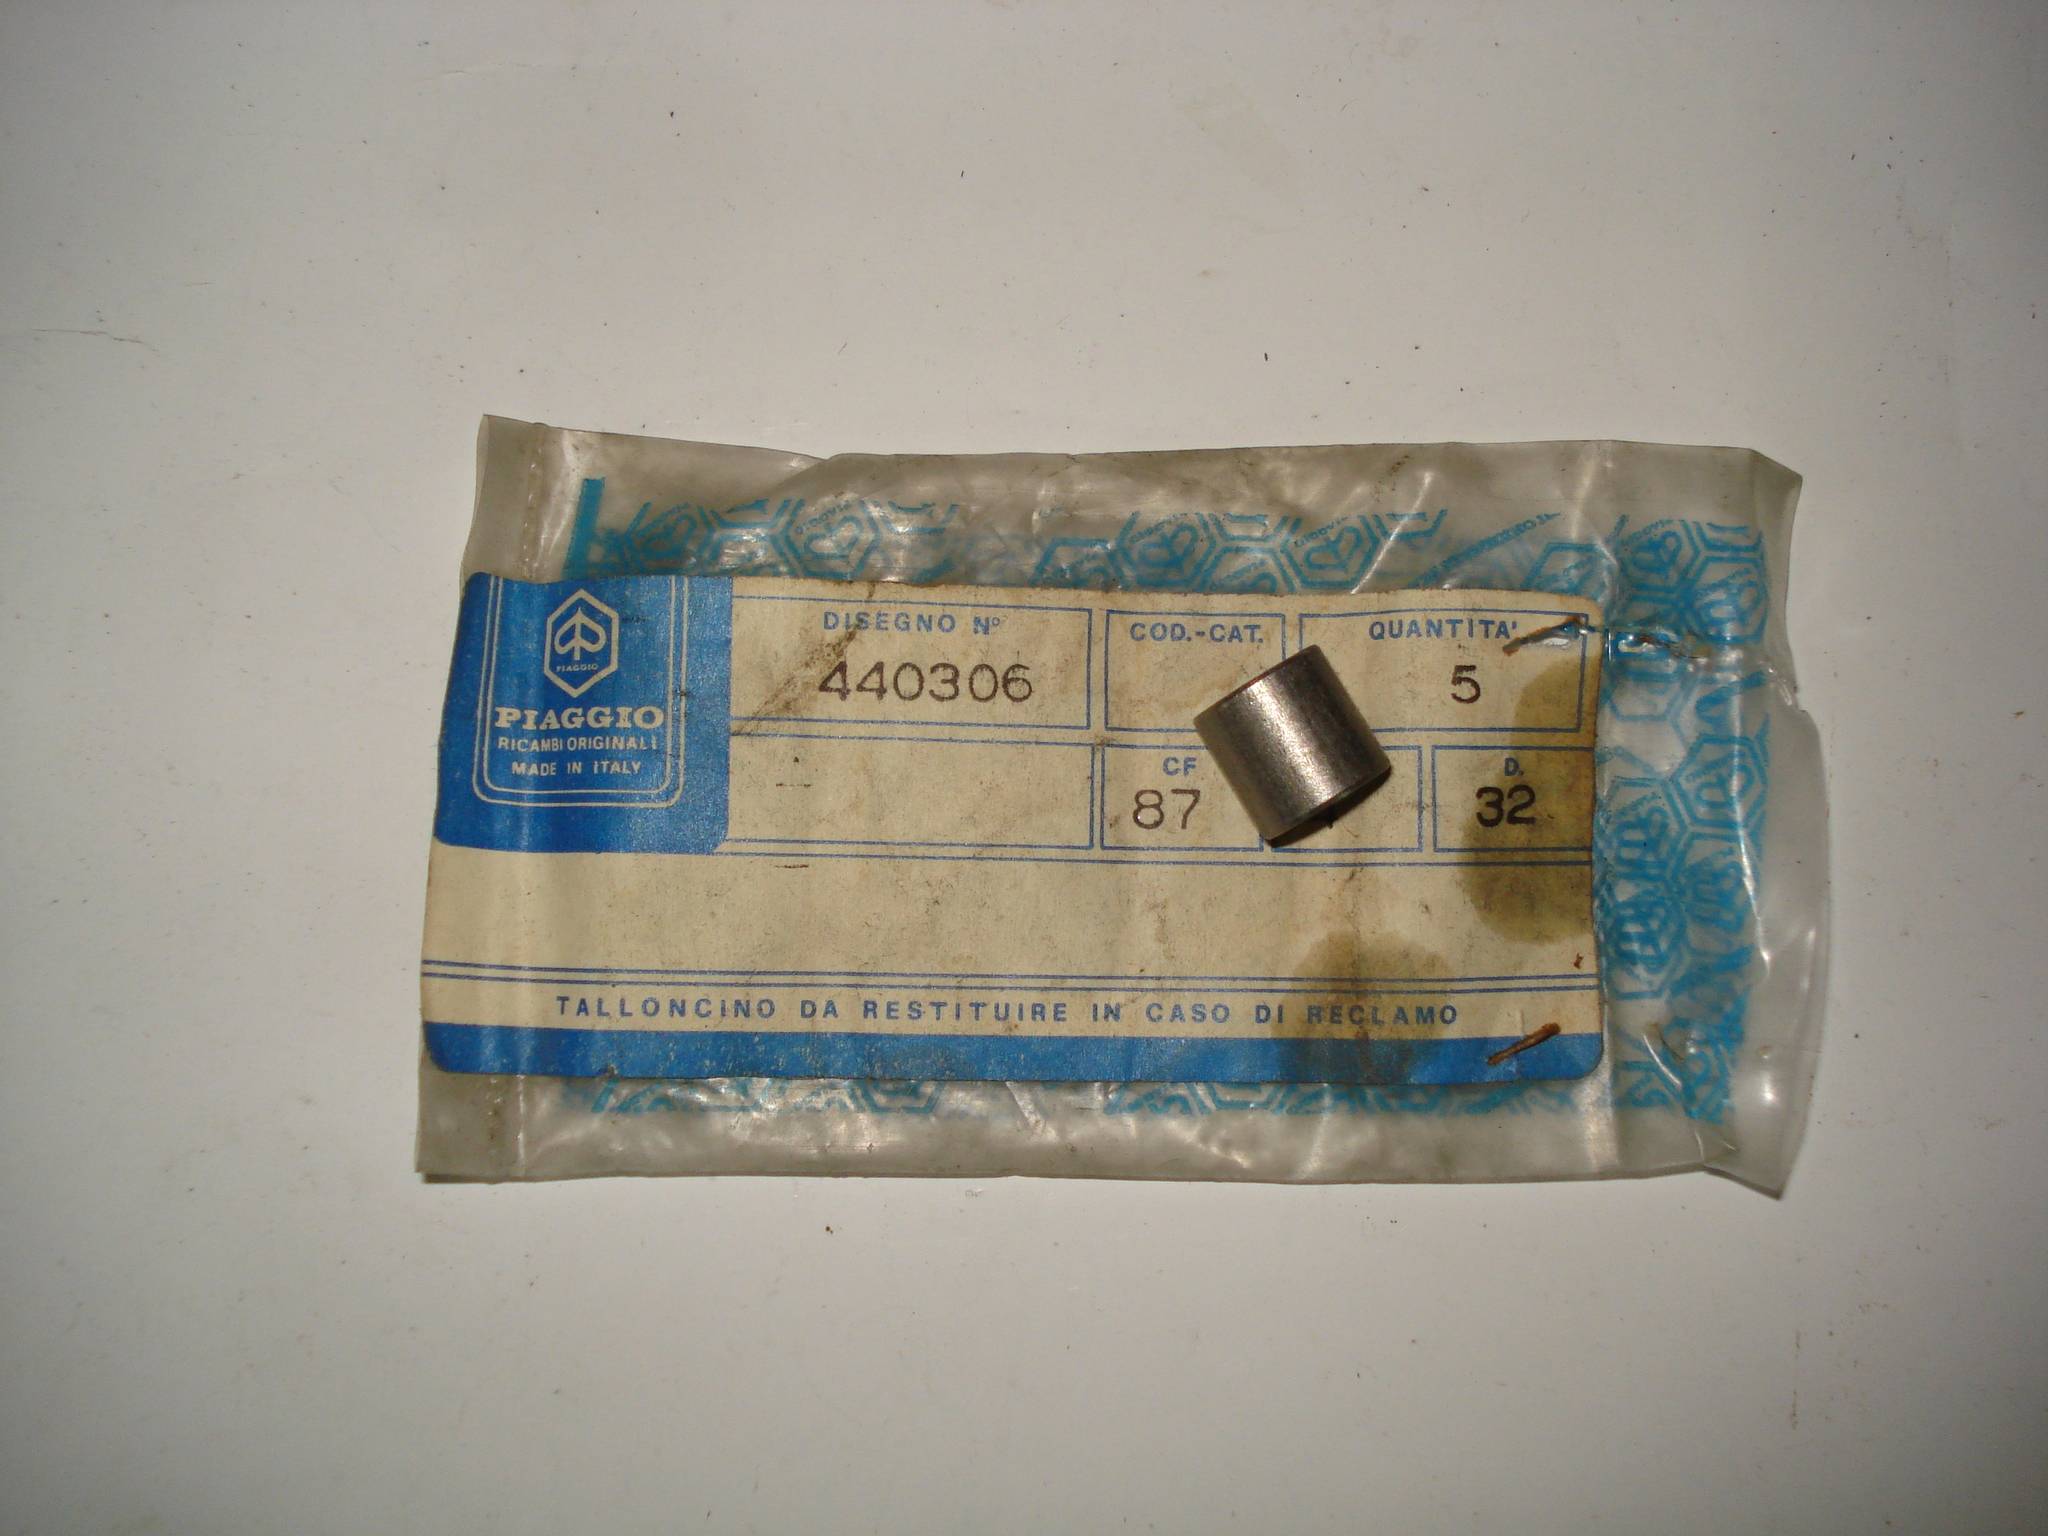 PIAGGIO
PIAGGIO
RICAMBI ORIGINALI
MADE IN ITALY
DISEGNO Nº
440306
COD.-CAT.
QUANTITA'
5
CF
87
D.
32
TALLONCINO DA RESTITUIRE IN CASO DI RECLAMO